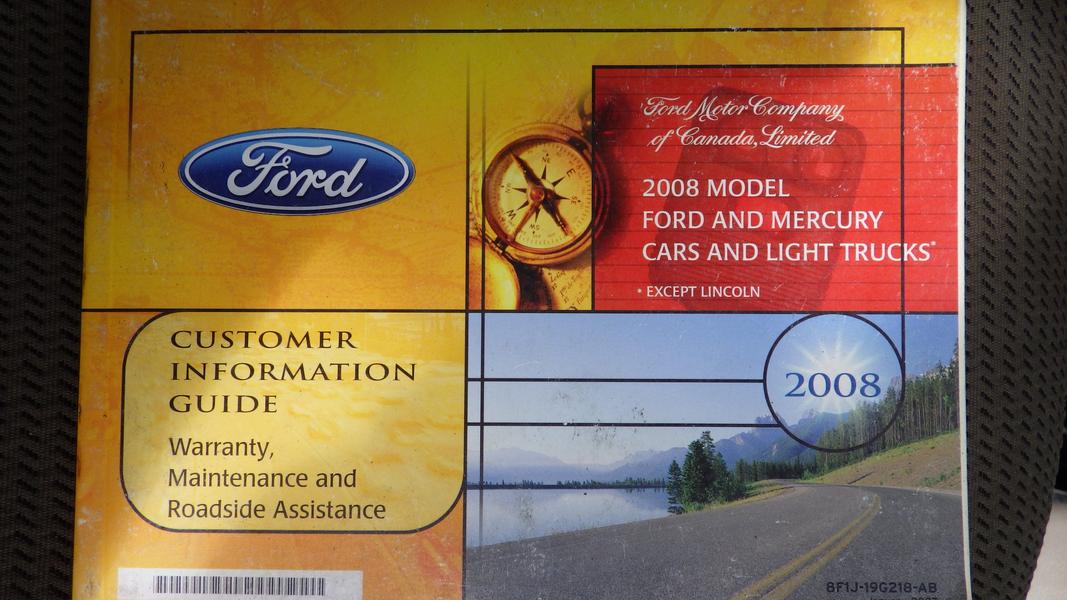 Ford
Ford Motor Company
of Canada, Limited
2008 MODEL
FORD AND MERCURY
CARS AND LIGHT TRUCKS*
* EXCEPT LINCOLN
CUSTOMER
INFORMATION
GUIDE
Warranty,
Maintenance and
Roadside Assistance
2008
8F1J-19G218-AB